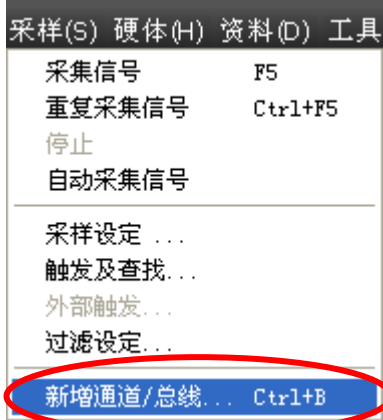 采样(S) 硬体(H) 资料(D) 工具
采集信号 F5
重复采集信号 Ctrl+F5
停止
自动采集信号
采样设定 ...
触发及查找...
外部触发...
过滤设定...
新增通道/总线... Ctrl+B